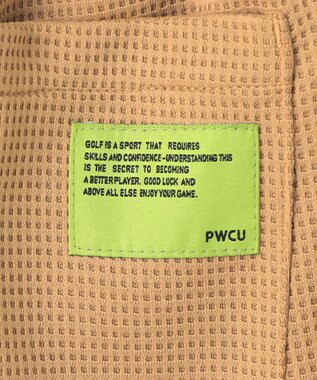 GOLF IS A SPORT THAT REQUIRES
SKILLS AND CONFIDENCE-UNDERSTANDING THIS
IS THE SECRET TO BECOMING
A BETTER PLAYER. GOOD LUCK AND
ABOVE ALL ELSE ENJOY YOUR GAME.
PWCU